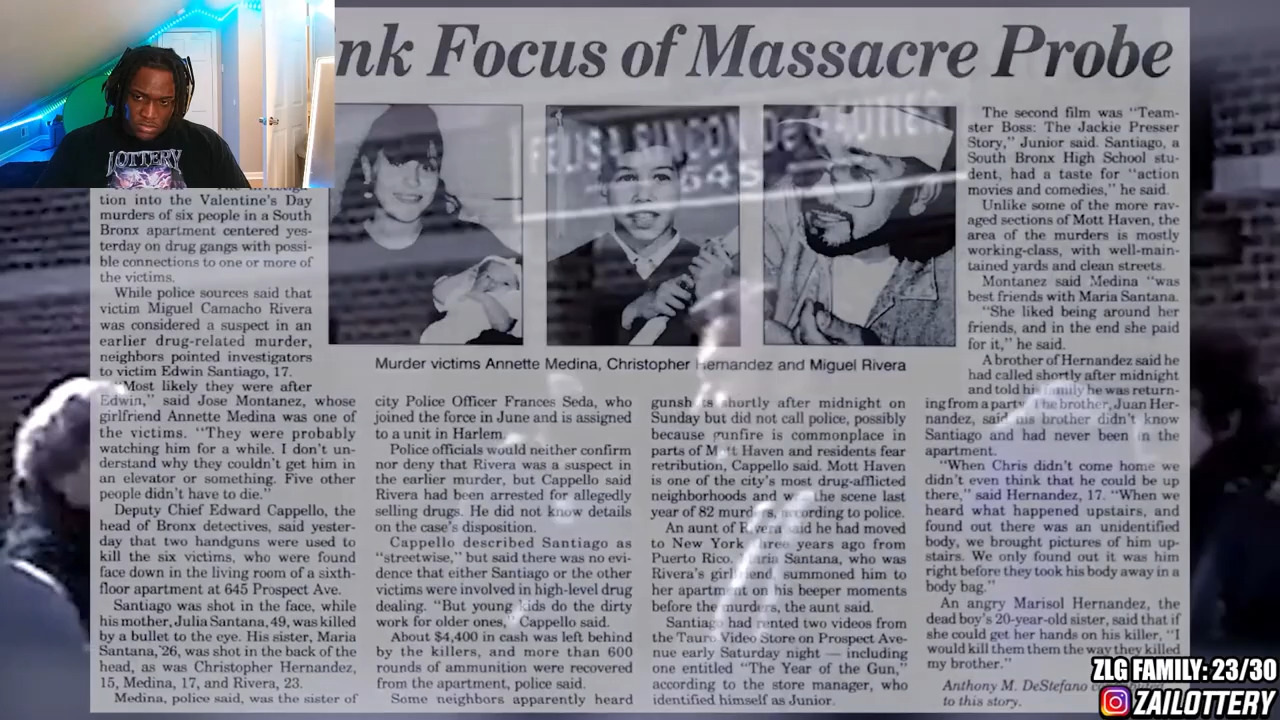 nk Focus of Massacre Probe
LOTTERY
tion into the Valentine's Day
murders of six people in a South
Bronx apartment centered yes-
terday on drug gangs with possi-
ble connections to one or more of
the victims.
While police sources said that
victim Miguel Camacho Rivera
was considered a suspect in an
earlier drug-related murder,
neighbors pointed investigators
to victim Edwin Santiago, 17.
"Most likely they were after
Edwin," said Jose Montanez, whose
girlfriend Annette Medina was one of
the victims. "They were probably
watching him for a while. I don't un-
derstand why they couldn't get him in
an elevator or something. Five other
people didn't have to die."
Deputy Chief Edward Cappello, the
head of Bronx detectives, said yester-
day that two handguns were used to
kill the six victims, who were found
face down in the living room of a sixth-
floor apartment at 645 Prospect Ave.
Santiago was shot in the face, while
his mother, Julia Santana, 49, was killed
by a bullet to the eye. His sister, Maria
Santana, 26, was shot in the back of the
head, as was Christopher Hernandez,
15, Medina, 17, and Rivera, 23.
Medina, police said, was the sister of
645
Murder victims Annette Medina, Christopher Hernandez and Miguel Rivera
city Police Officer Frances Seda, who
joined the force in June and is assigned
to a unit in Harlem.
Police officials would neither confirm
nor deny that Rivera was a suspect in
the earlier murder, but Cappello said
Rivera had been arrested for allegedly
selling drugs. He did not know details
on the case's disposition.
Cappello described Santiago as
"streetwise," but said there was no evi-
dence that either Santiago or the other
victims were involved in high-level drug
dealing. "But young kids do the dirty
work for older ones," Cappello said.
About $4,400 in cash was left behind
by the killers, and more than 600
rounds of ammunition were recovered
from the apartment, police said.
Some neighbors apparently heard
gunshots shortly after midnight on
Sunday but did not call police, possibly
because gunfire is commonplace in
parts of Mott Haven and residents fear
retribution, Cappello said. Mott Haven
is one of the city's most drug-afflicted
neighborhoods and was the scene last
year of 82 murders, according to police.
An aunt of Rivera said he had moved
to New York three years ago from
Puerto Rico. Maria Santana, who was
Rivera's girlfriend, summoned him to
her apartment on his beeper moments
before the murders, the aunt said.
Santiago had rented two videos from
the Tauro Video Store on Prospect Ave-
nue early Saturday night — including
one entitled "The Year of the Gun,"
according to the store manager, who
identified himself as Junior.
The second film was "Team-
ster Boss: The Jackie Presser
Story," Junior said. Santiago, a
South Bronx High School stu-
dent, had a taste for "action
movies and comedies," he said.
Unlike some of the more rav-
aged sections of Mott Haven, the
area of the murders is mostly
working-class, with well-main-
tained yards and clean streets.
Montanez said Medina "was
best friends with Maria Santana.
"She liked being around her
friends, and in the end she paid
for it," he said.
A brother of Hernandez said he
had called shortly after midnight
and told his family he was return-
ing from a party. The brother, Juan Her-
nandez, said his brother didn't know
Santiago and had never been in the
apartment.
"When Chris didn't come home we
didn't even think that he could be up
there," said Hernandez, 17. "When we
heard what happened upstairs, and
found out there was an unidentified
body, we brought pictures of him up-
stairs. We only found out it was him
right before they took his body away in a
body bag."
An angry Marisol Hernandez, the
dead boy's 20-year-old sister, said that if
she could get her hands on his killer, "I
would kill them them the way they killed
my brother."
Anthony M. DeStefano
to this story.
ZLG FAMILY: 23/30
ZAILOTTERY